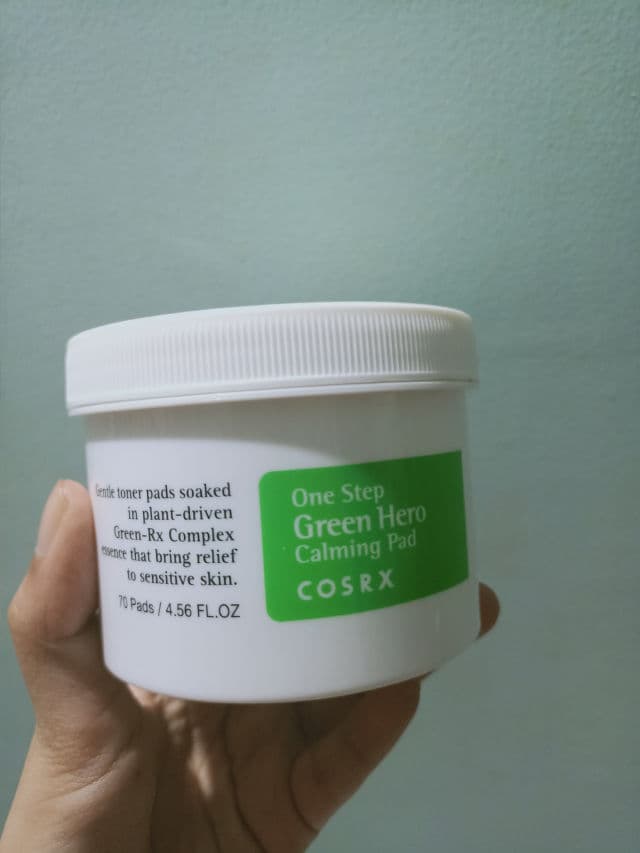 Gentle toner pads soaked
in plant-driven
Green-Rx Complex
essence that bring relief
to sensitive skin.
70 Pads / 4.56 FL.OZ
One Step
Green Hero
Calming Pad
COSRX